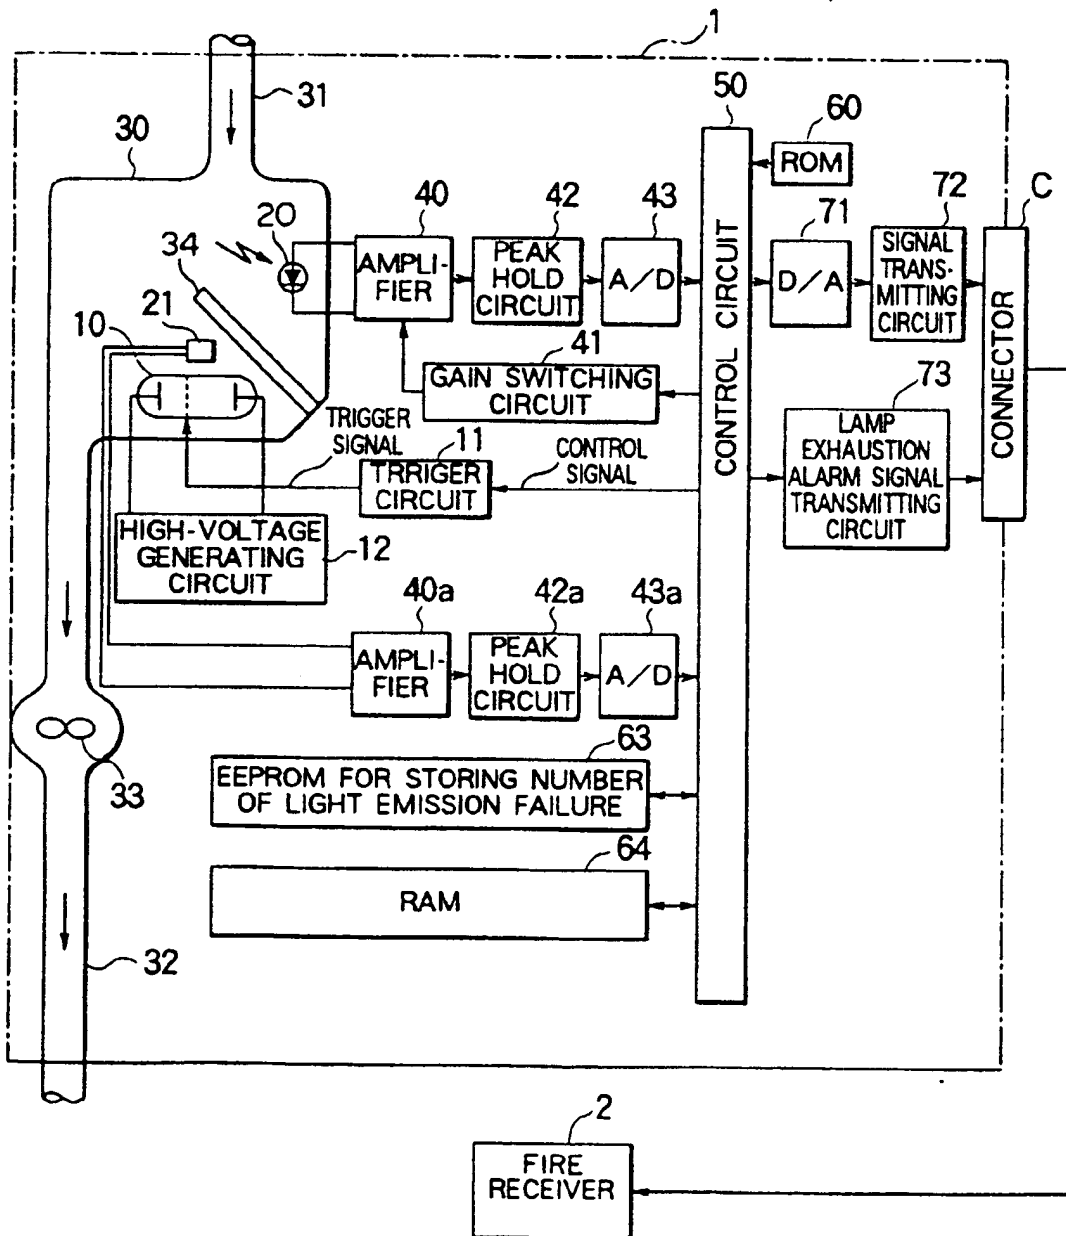 1
31
50
60
ROM
30
40
42
43
71
72
C
20
34
AMPLI-
FIER
PEAK
HOLD
CIRCUIT
A/D
D/A
SIGNAL
TRANS-
MITTING
CIRCUIT
CONTROL CIRCUIT
CONNECTOR
10
21
41
GAIN SWITCHING
CIRCUIT
73
TRIGGER
SIGNAL
11
TRRIGER
CIRCUIT
CONTROL
SIGNAL
LAMP
EXHAUSTION
ALARM SIGNAL
TRANSMITTING
CIRCUIT
HIGH-VOLTAGE
GENERATING
CIRCUIT
12
40a
42a
43a
AMPLI-
FIER
PEAK
HOLD
CIRCUIT
A/D
33
63
EEPROM FOR STORING NUMBER
OF LIGHT EMISSION FAILURE
64
RAM
32
2
FIRE
RECEIVER